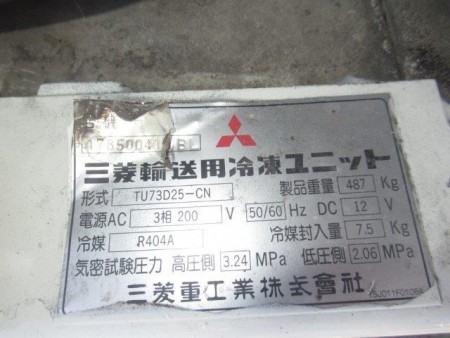 三菱輸送用冷凍ユニット
形式 TU73D25-CN 製品重量 487 Kg
電源AC 3相 200 V 50/60 Hz DC 12 V
冷媒 R404A 冷媒封入量 7.5 Kg
気密試験圧力 高圧側 3.24 MPa 低圧側 2.06 MPa
三菱重工業株式會社